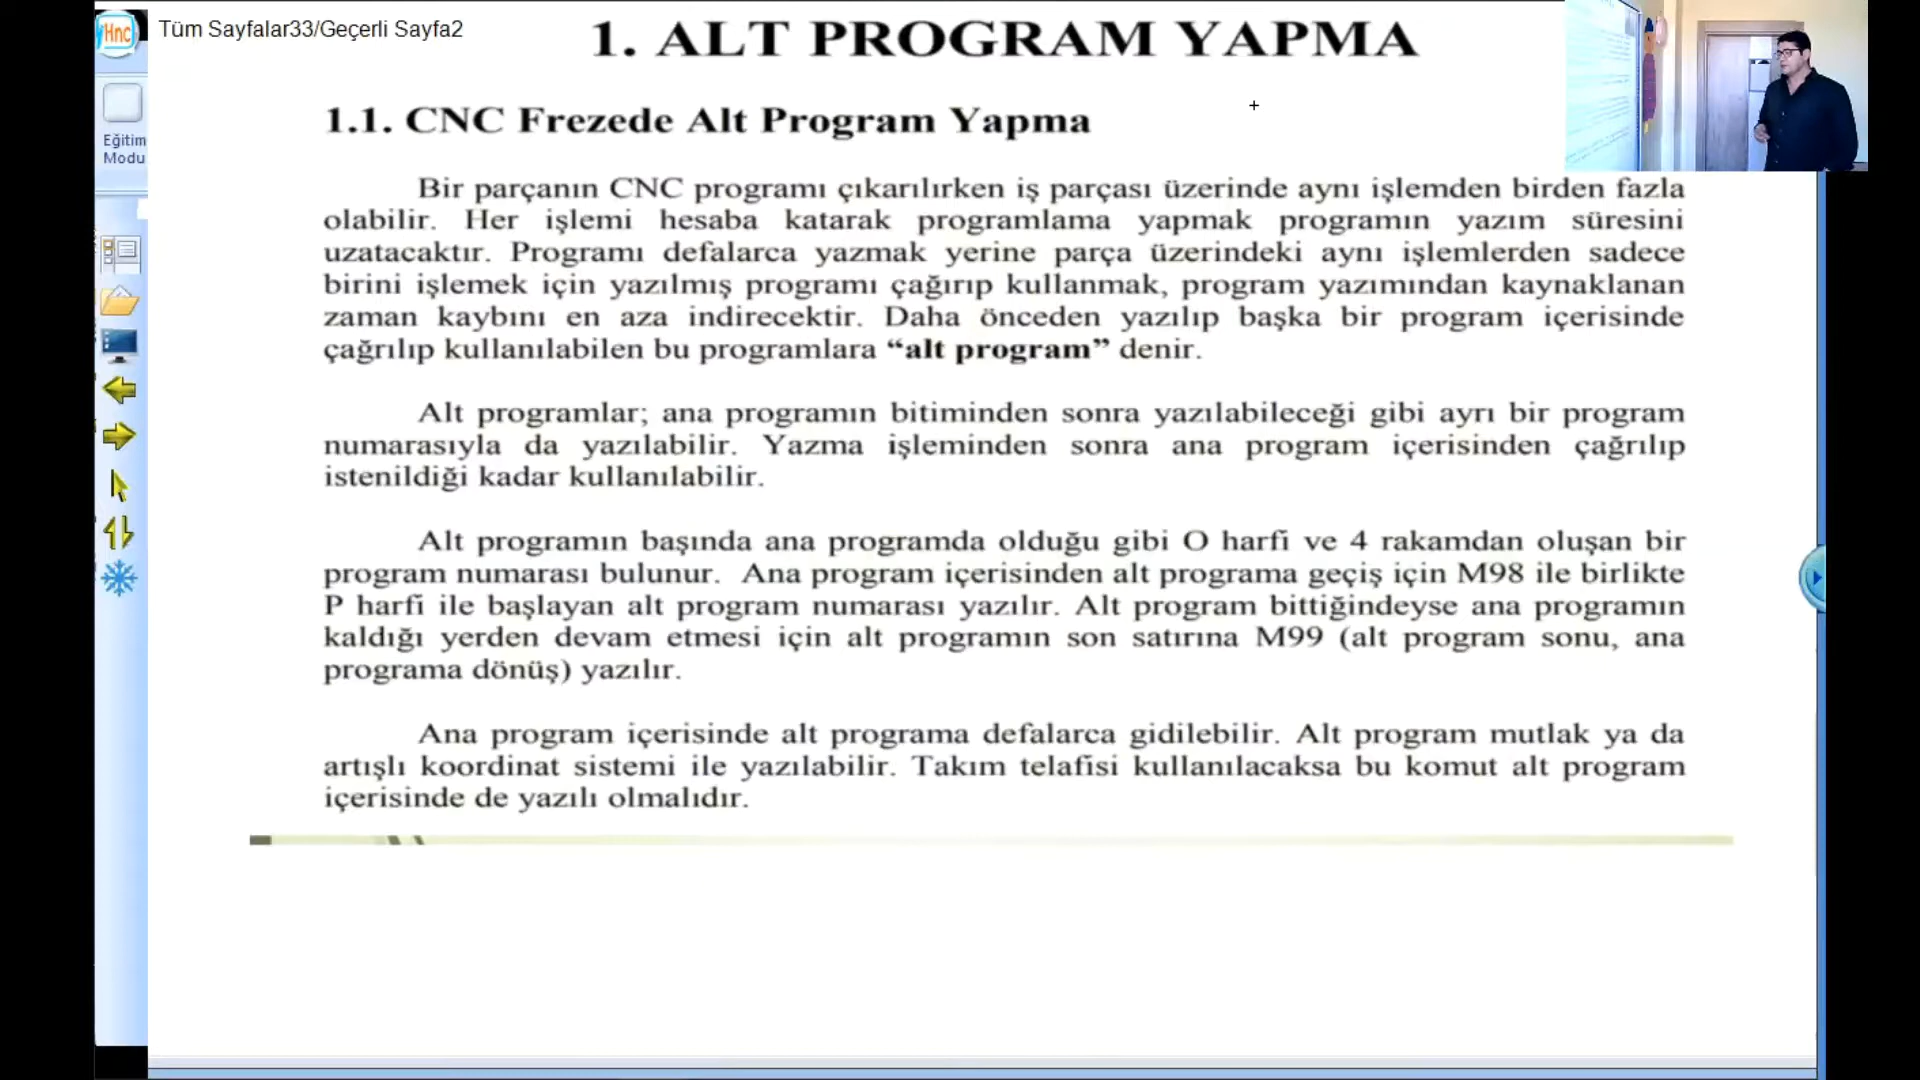 Hnc
Tüm Sayfalar33/Geçerli Sayfa2
Eğitim
Modu
1. ALT PROGRAM YAPMA
1.1. CNC Frezede Alt Program Yapma
Bir parçanın CNC programı çıkarılırken iş parçası üzerinde aynı işlemden birden fazla
olabilir. Her işlemi hesaba katarak programlama yapmak programın yazım süresini
uzatacaktır. Programı defalarca yazmak yerine parça üzerindeki aynı işlemlerden sadece
birini işlemek için yazılmış programı çağırıp kullanmak, program yazımından kaynaklanan
zaman kaybını en aza indirecektir. Daha önceden yazılıp başka bir program içerisinde
çağrılıp kullanılabilen bu programlara “alt program” denir.
Alt programlar; ana programın bitiminden sonra yazılabileceği gibi ayrı bir program
numarasıyla da yazılabilir. Yazma işleminden sonra ana program içerisinden çağrılıp
istenildiği kadar kullanılabilir.
Alt programın başında ana programda olduğu gibi O harfi ve 4 rakamdan oluşan bir
program numarası bulunur. Ana program içerisinden alt programa geçiş için M98 ile birlikte
P harfi ile başlayan alt program numarası yazılır. Alt program bittiğindeyse ana programın
kaldığı yerden devam etmesi için alt programın son satırına M99 (alt program sonu, ana
programa dönüş) yazılır.
Ana program içerisinde alt programa defalarca gidilebilir. Alt program mutlak ya da
artışlı koordinat sistemi ile yazılabilir. Takım telafisi kullanılacaksa bu komut alt program
içerisinde de yazılı olmalıdır.